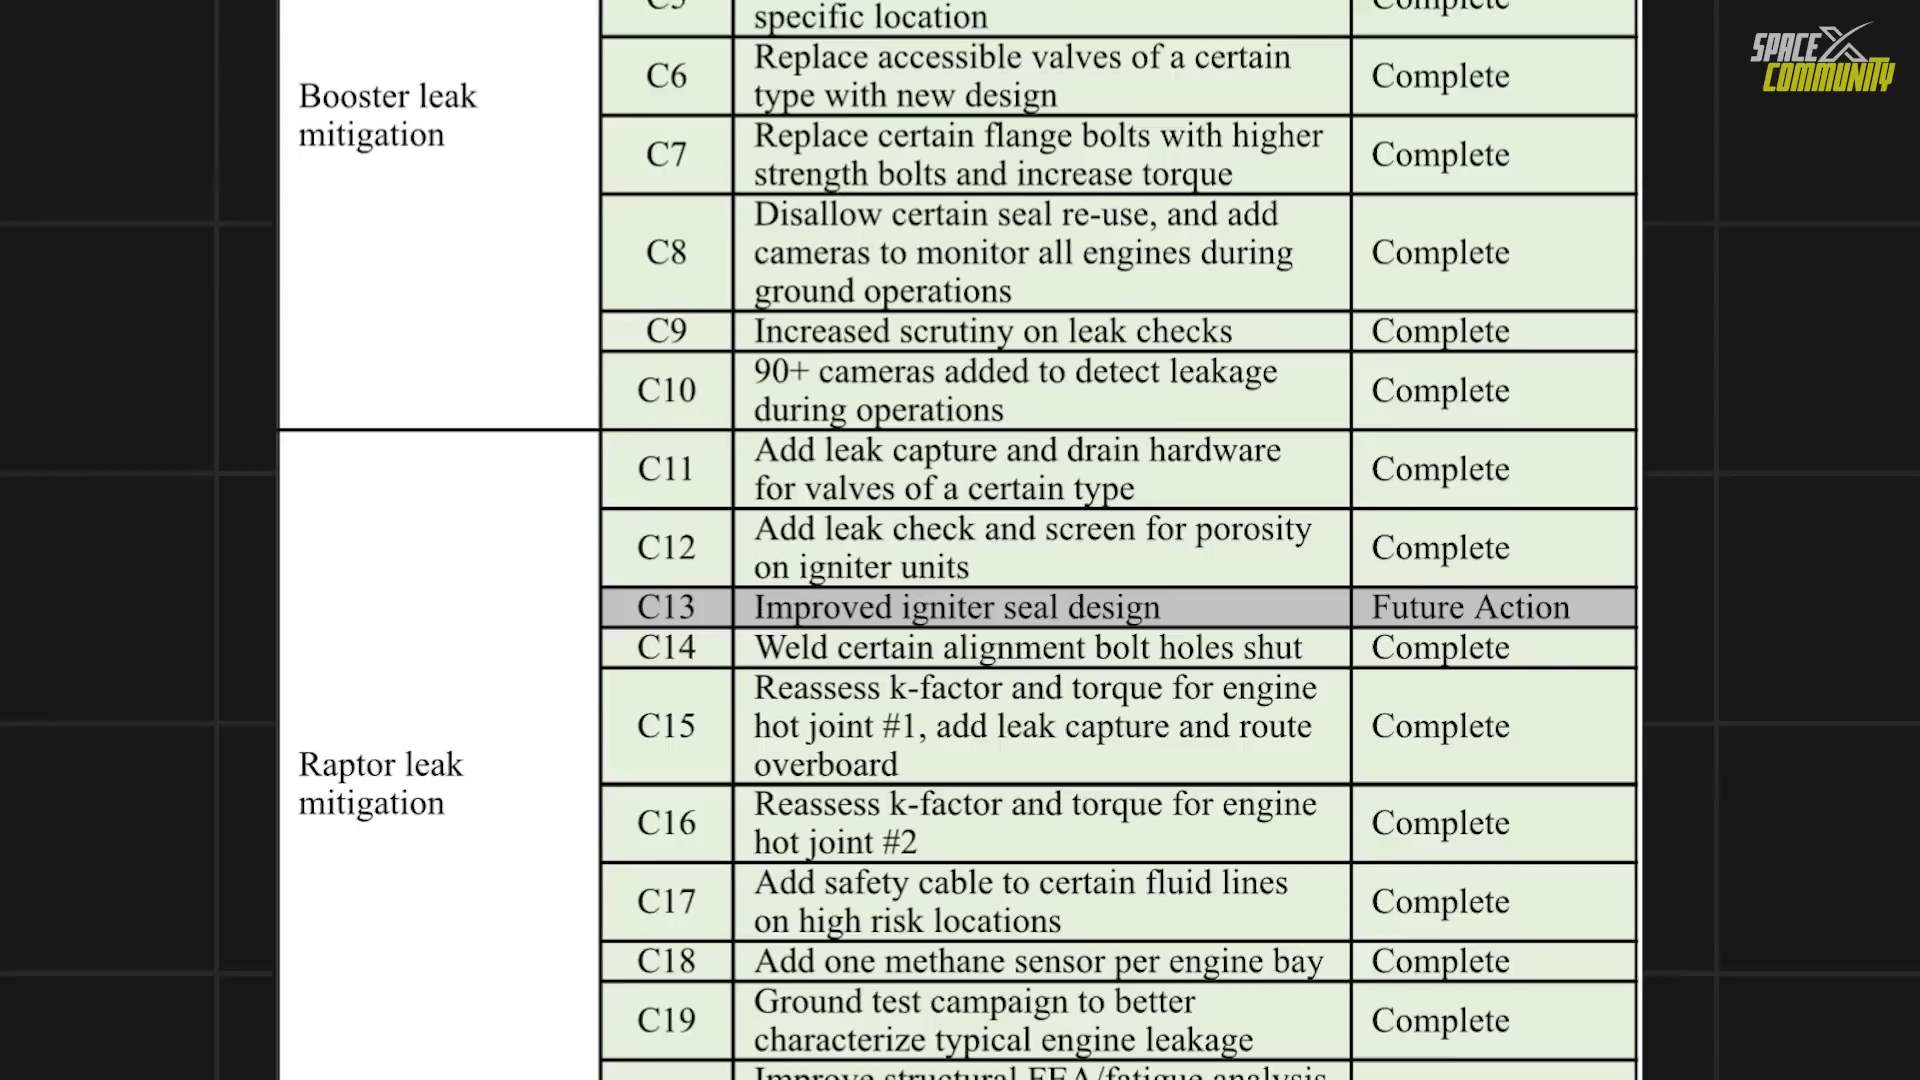 SPACEX
COMMUNITY
specific location
Complete
Booster leak
mitigation
C6
Replace accessible valves of a certain
type with new design
Complete
C7
Replace certain flange bolts with higher
strength bolts and increase torque
Complete
C8
Disallow certain seal re-use, and add
cameras to monitor all engines during
ground operations
Complete
C9
Increased scrutiny on leak checks
Complete
C10
90+ cameras added to detect leakage
during operations
Complete
Raptor leak
mitigation
C11
Add leak capture and drain hardware
for valves of a certain type
Complete
C12
Add leak check and screen for porosity
on igniter units
Complete
C13
Improved igniter seal design
Future Action
C14
Weld certain alignment bolt holes shut
Complete
C15
Reassess k-factor and torque for engine
hot joint #1, add leak capture and route
overboard
Complete
C16
Reassess k-factor and torque for engine
hot joint #2
Complete
C17
Add safety cable to certain fluid lines
on high risk locations
Complete
C18
Add one methane sensor per engine bay
Complete
C19
Ground test campaign to better
characterize typical engine leakage
Complete
Improve structural FEA/fatigue analysis